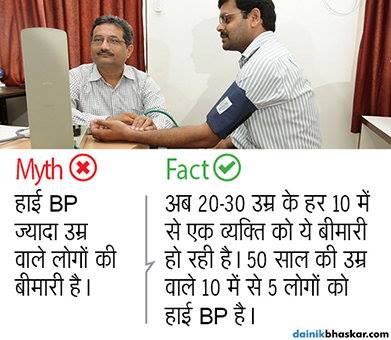 Myth
हाई BP
ज्यादा उम्र
वाले लोगों की
बीमारी है।
Fact
अब 20-30 उम्र के हर 10 में
से एक व्यक्ति को ये बीमारी
हो रही है। 50 साल की उम्र
वाले 10 में से 5 लोगों को
हाई BP है।
dainikbhaskar.com